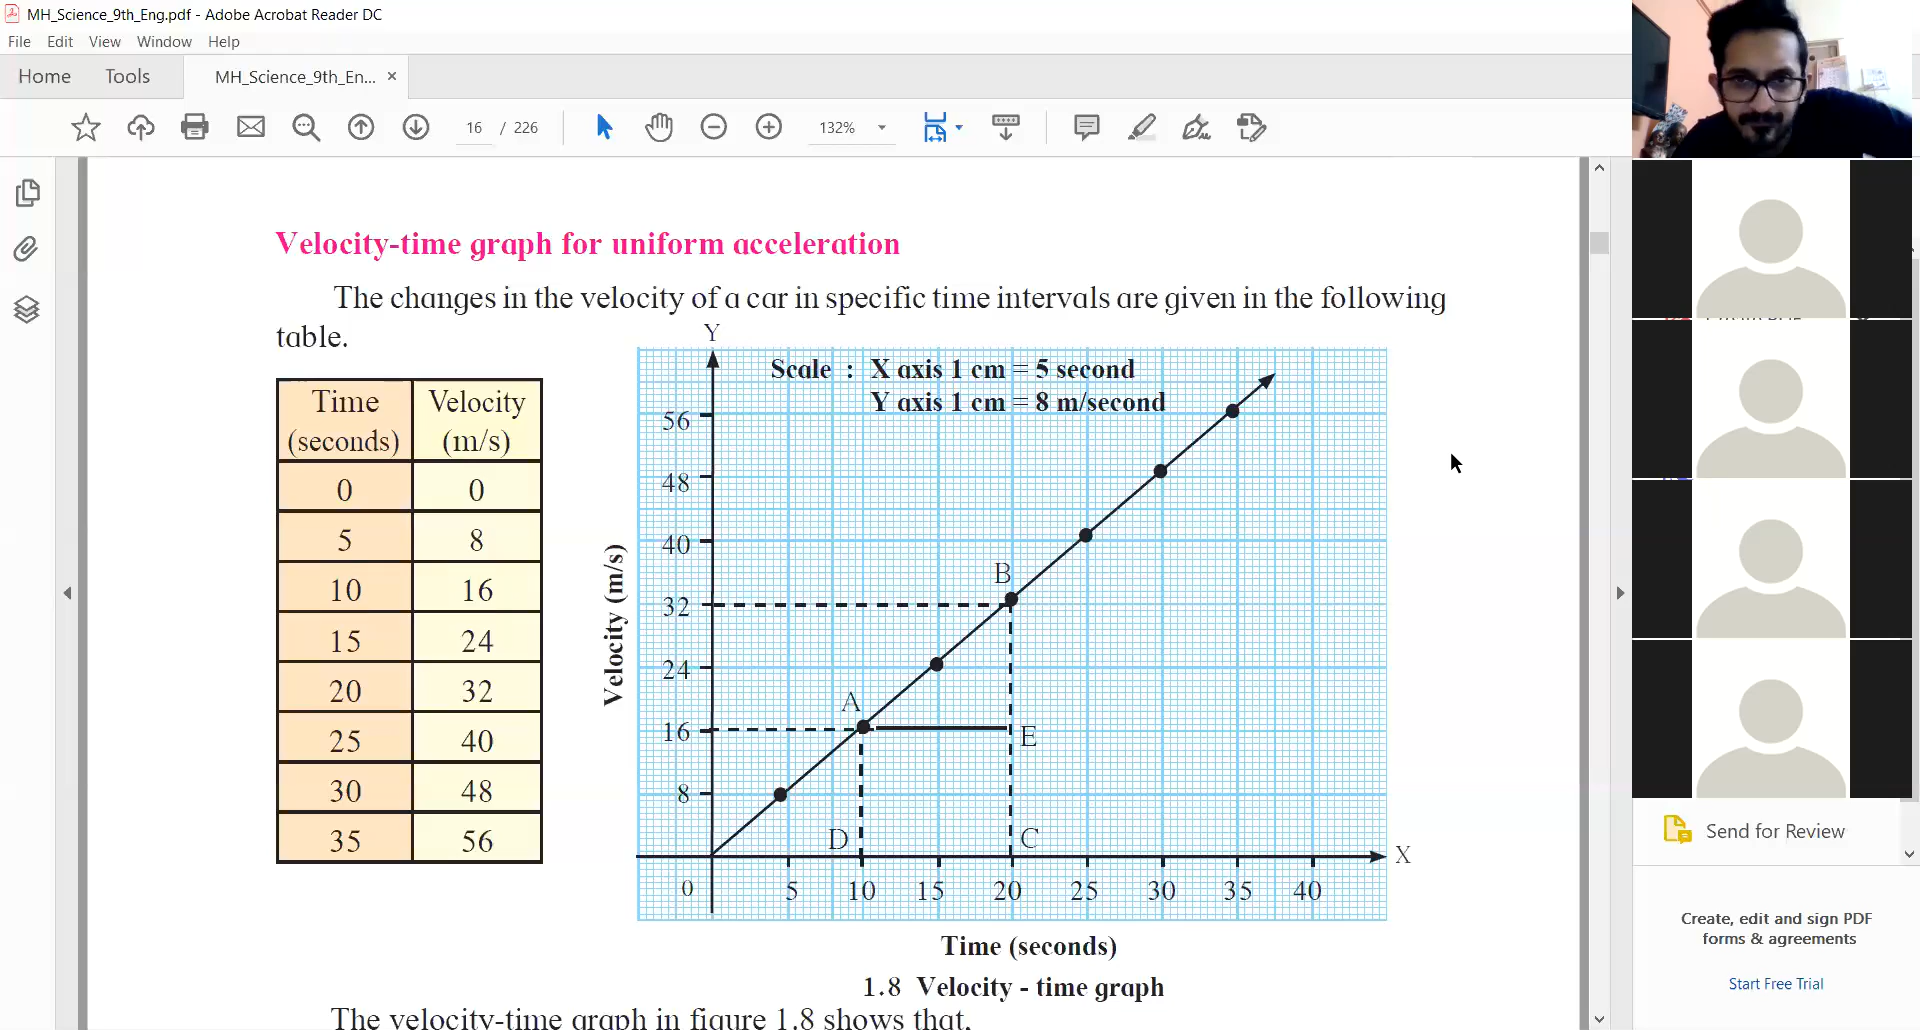 MH_Science_9th_Eng.pdf - Adobe Acrobat Reader DC
File Edit View Window Help
Home Tools MH_Science_9th_En... ×
16 / 226 132%
Velocity-time graph for uniform acceleration
The changes in the velocity of a car in specific time intervals are given in the following
table.
Time (seconds) Velocity (m/s)
0 0
5 8
10 16
15 24
20 32
25 40
30 48
35 56
Y
Scale : X axis 1 cm = 5 second
Y axis 1 cm = 8 m/second
56
48
40
32
24
16
8
Velocity (m/s)
B
A
E
D
C
X
0 5 10 15 20 25 30 35 40
Time (seconds)
1.8 Velocity - time graph
The velocity-time graph in figure 1.8 shows that,
Send for Review
Create, edit and sign PDF
forms & agreements
Start Free Trial